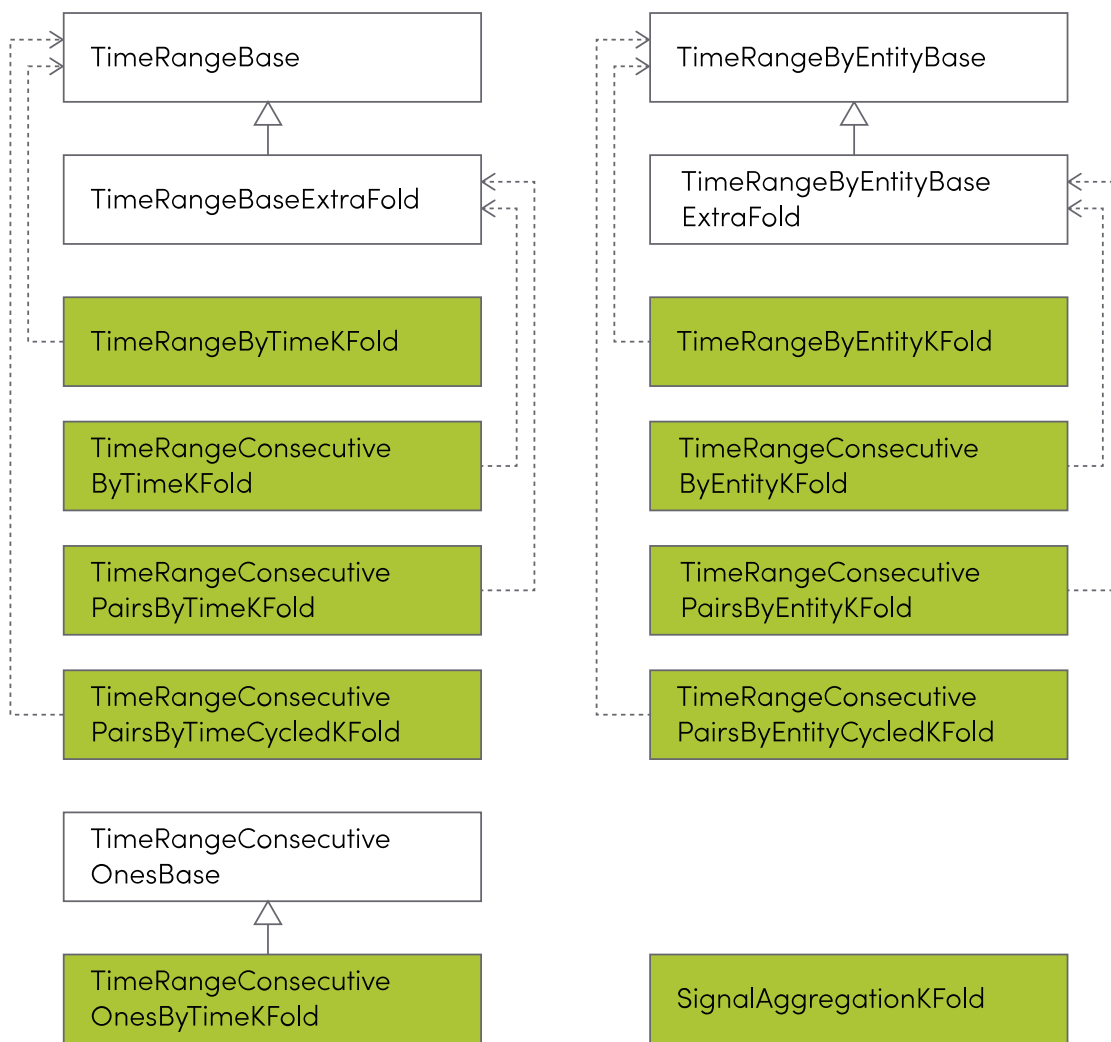 TimeRangeBase
TimeRangeByEntityBase
TimeRangeBaseExtraFold
TimeRangeByEntityBase
ExtraFold
TimeRangeByTimeKFold
TimeRangeByEntityKFold
TimeRangeConsecutive
ByTimeKFold
TimeRangeConsecutive
ByEntityKFold
TimeRangeConsecutive
PairsByTimeKFold
TimeRangeConsecutive
PairsByEntityKFold
TimeRangeConsecutive
PairsByTimeCycledKFold
TimeRangeConsecutive
PairsByEntityCycledKFold
TimeRangeConsecutive
OnesBase
TimeRangeConsecutive
OnesByTimeKFold
SignalAggregationKFold